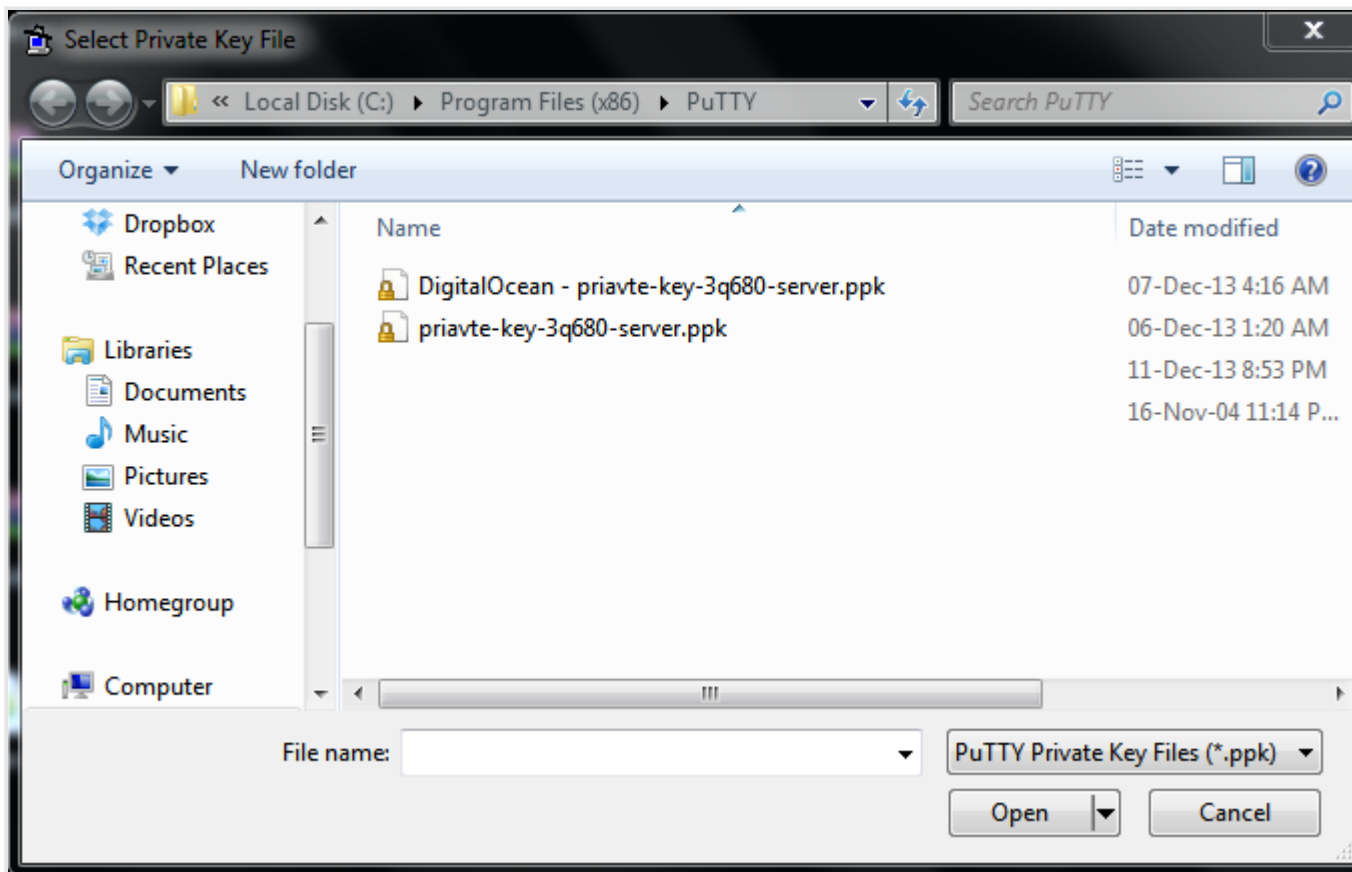 Select Private Key File
x
« Local Disk (C:) Program Files (x86) PuTTY
Search PuTTY
Organize New folder
Dropbox
Recent Places
Libraries
Documents
Music
Pictures
Videos
Homegroup
Computer
Name Date modified
DigitalOcean - priavte-key-3q680-server.ppk 07-Dec-13 4:16 AM
priavte-key-3q680-server.ppk 06-Dec-13 1:20 AM
11-Dec-13 8:53 PM
16-Nov-04 11:14 P...
File name: PuTTY Private Key Files (*.ppk)
Open Cancel